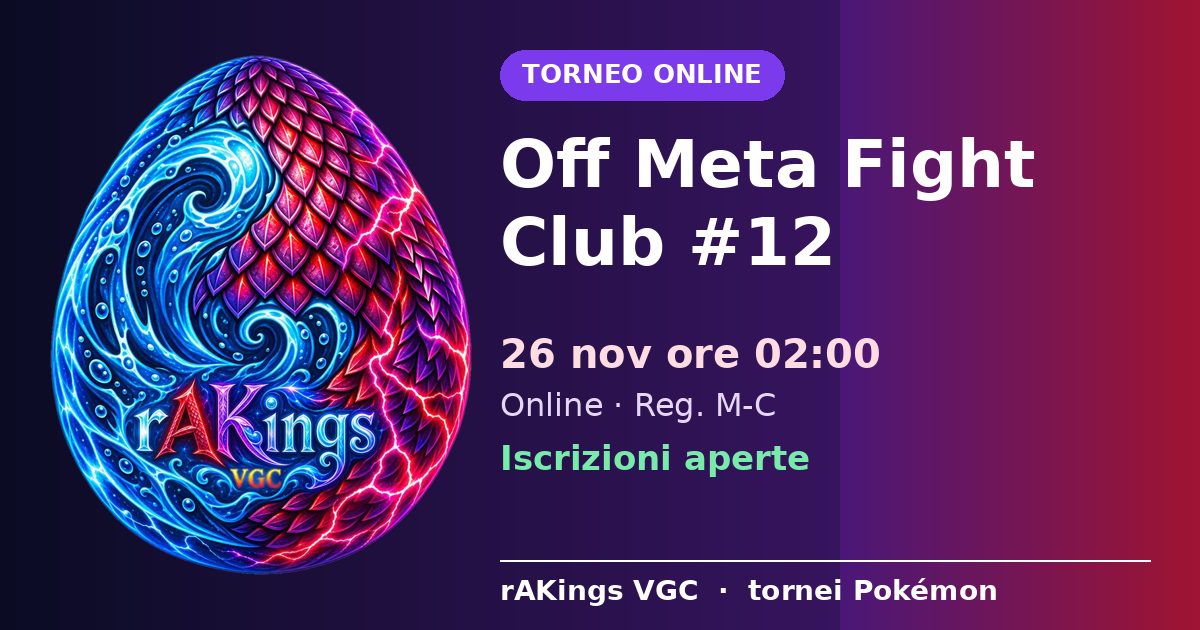 TORNEO ONLINE
Off Meta Fight
Club #12
26 nov ore 02:00
Online · Reg. M-C
Iscrizioni aperte
rAKings
VGC
rAKings VGC · tornei Pokémon